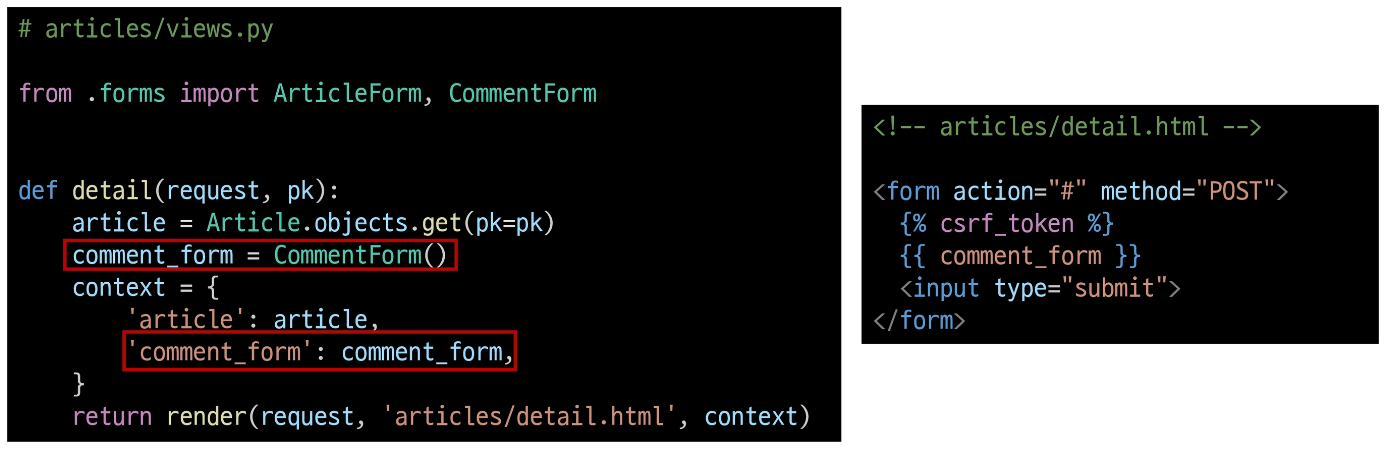 # articles/views.py
from .forms import ArticleForm, CommentForm
def detail(request, pk):
    article = Article.objects.get(pk=pk)
    comment_form = CommentForm()
    context = {
        'article': article,
        'comment_form': comment_form,
    }
    return render(request, 'articles/detail.html', context)
<!-- articles/detail.html -->
<form action="#" method="POST">
  {% csrf_token %}
  {{ comment_form }}
  <input type="submit">
</form>